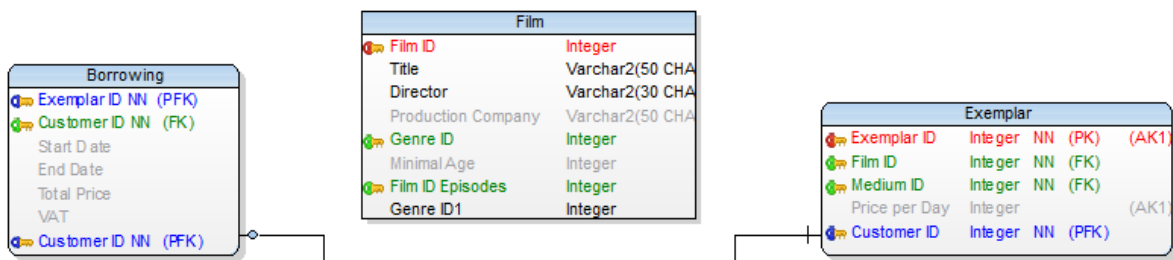 Borrowing
Exemplar ID NN (PFK)
Customer ID NN (FK)
Start Date
End Date
Total Price
VAT
Customer ID NN (PFK)
Film
Film ID Integer
Title Varchar2(50 CHA
Director Varchar2(30 CHA
Production Company Varchar2(50 CHA
Genre ID Integer
Minimal Age Integer
Film ID Episodes Integer
Genre ID1 Integer
Exemplar
Exemplar ID Integer NN (PK) (AK1)
Film ID Integer NN (FK)
Medium ID Integer NN (FK)
Price per Day Integer (AK1)
Customer ID Integer NN (PFK)